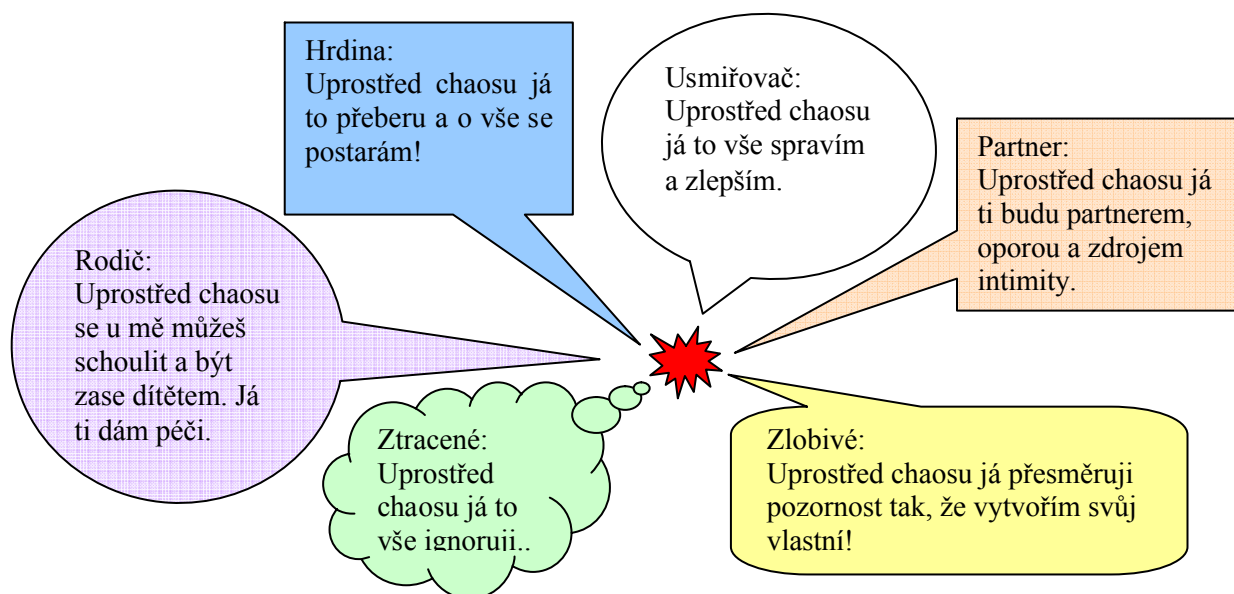 Hrdina:
Uprostřed chaosu já
to přeberu a o vše se
postarám!
Usmiřovač:
Uprostřed chaosu
já to vše spravím
a zlepším.
Partner:
Uprostřed chaosu já
ti budu partnerem,
oporou a zdrojem
intimity.
Rodič:
Uprostřed chaosu
se u mě můžeš
schoulit a být
zase dítětem. Já
ti dám péči.
Ztracené:
Uprostřed
chaosu já to
vše ignoruji..
Zlobivé:
Uprostřed chaosu já přesměruji
pozornost tak, že vytvořím svůj
vlastní!